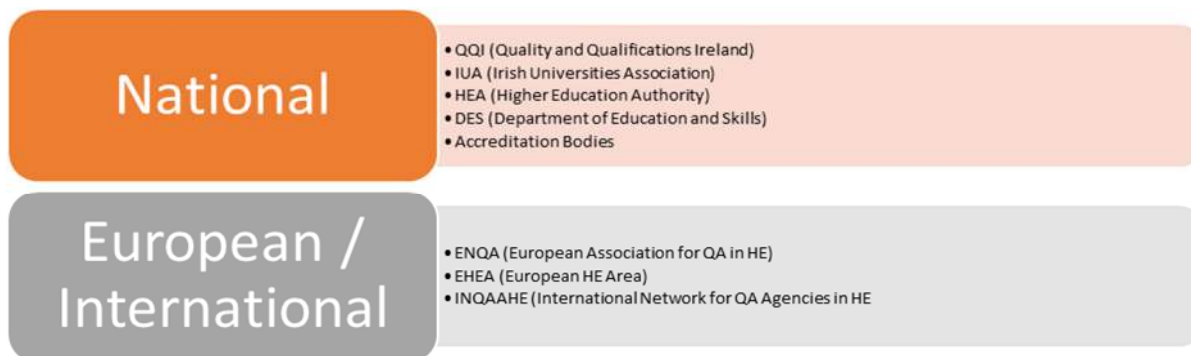 National
• QQI (Quality and Qualifications Ireland)
• IUA (Irish Universities Association)
• HEA (Higher Education Authority)
• DES (Department of Education and Skills)
• Accreditation Bodies
European /
International
• ENQA (European Association for QA in HE)
• EHEA (European HE Area)
• INQAAHE (International Network for QA Agencies in HE